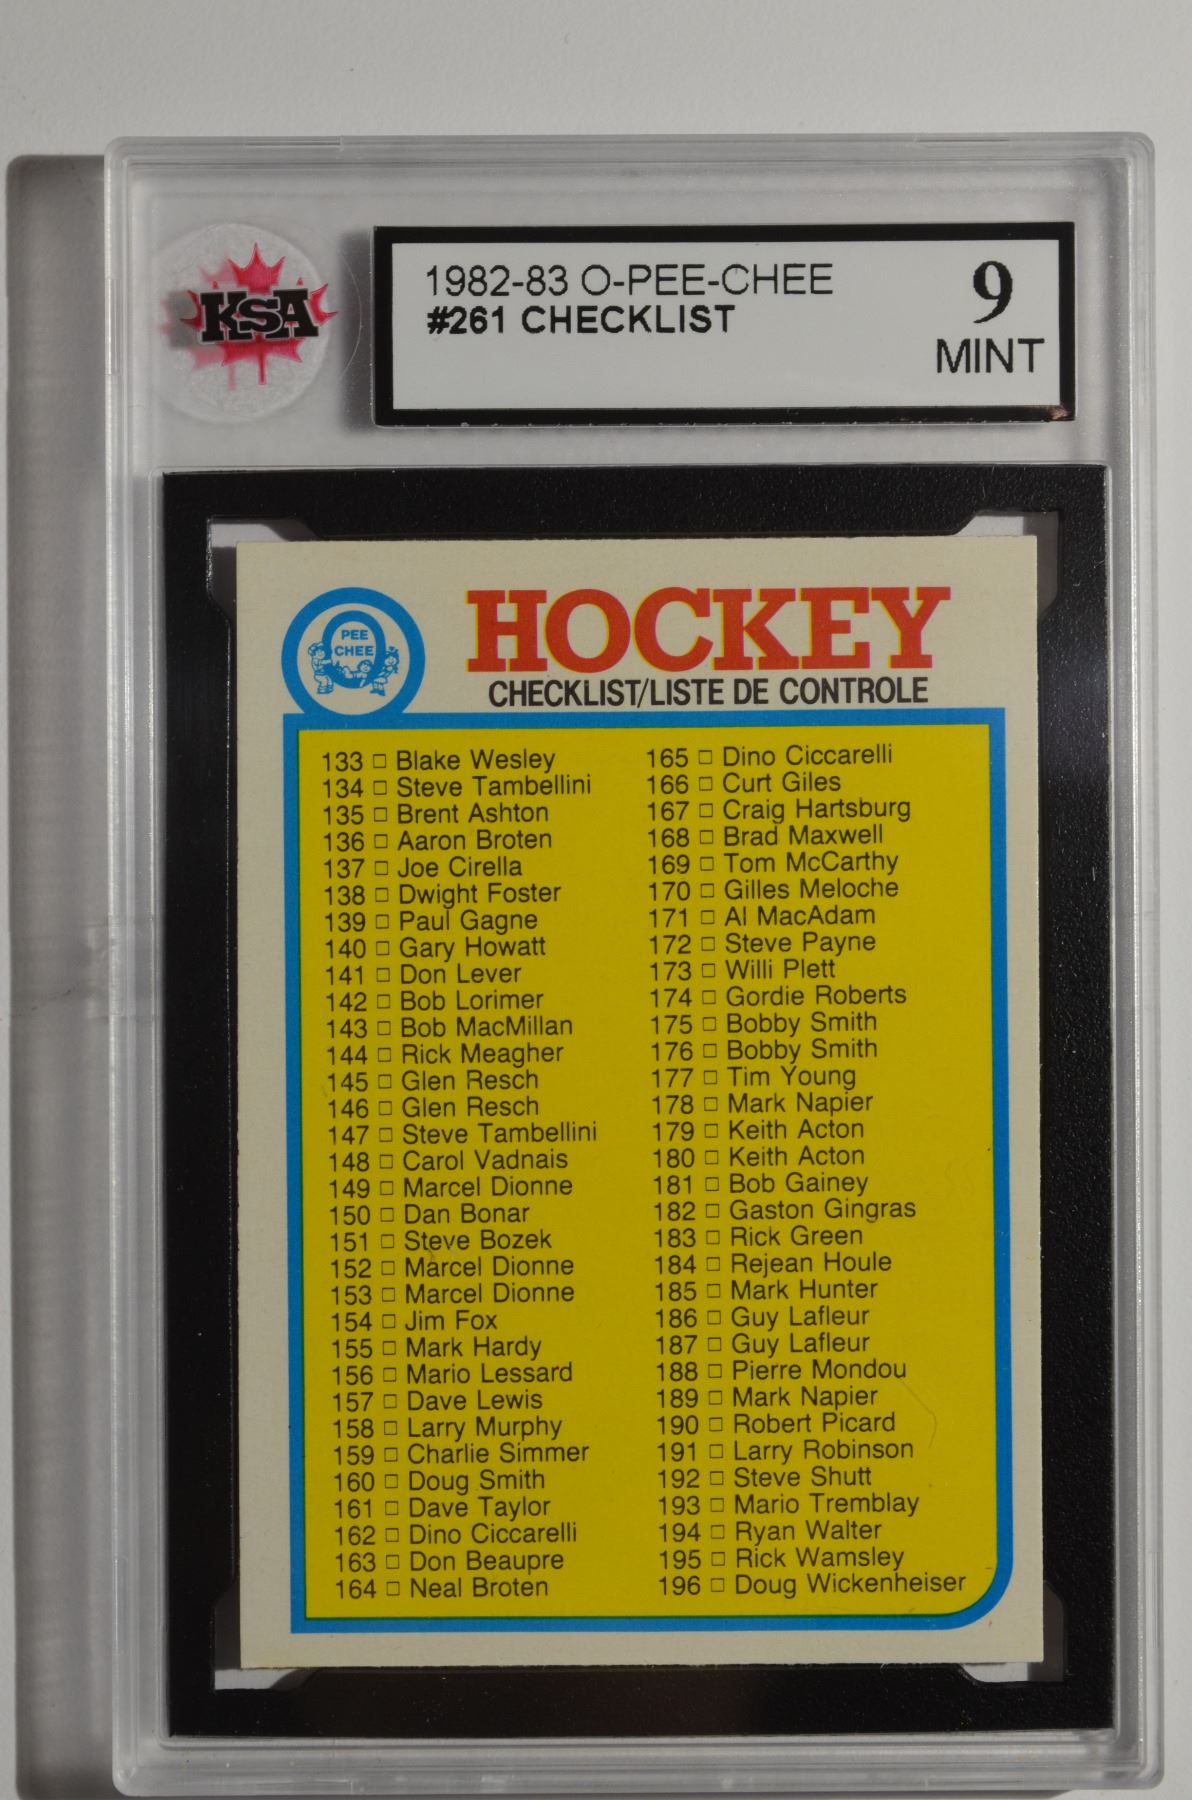 KSA
1982-83 O-PEE-CHEE
#261 CHECKLIST
9
MINT
PEE
CHEE
HOCKEY
CHECKLIST/LISTE DE CONTROLE
133 □ Blake Wesley
134 □ Steve Tambellini
135 □ Brent Ashton
136 □ Aaron Broten
137 □ Joe Cirella
138 □ Dwight Foster
139 □ Paul Gagne
140 □ Gary Howatt
141 □ Don Lever
142 □ Bob Lorimer
143 □ Bob MacMillan
144 □ Rick Meagher
145 □ Glen Resch
146 □ Glen Resch
147 □ Steve Tambellini
148 □ Carol Vadnais
149 □ Marcel Dionne
150 □ Dan Bonar
151 □ Steve Bozek
152 □ Marcel Dionne
153 □ Marcel Dionne
154 □ Jim Fox
155 □ Mark Hardy
156 □ Mario Lessard
157 □ Dave Lewis
158 □ Larry Murphy
159 □ Charlie Simmer
160 □ Doug Smith
161 □ Dave Taylor
162 □ Dino Ciccarelli
163 □ Don Beaupre
164 □ Neal Broten
165 □ Dino Ciccarelli
166 □ Curt Giles
167 □ Craig Hartsburg
168 □ Brad Maxwell
169 □ Tom McCarthy
170 □ Gilles Meloche
171 □ Al MacAdam
172 □ Steve Payne
173 □ Willi Plett
174 □ Gordie Roberts
175 □ Bobby Smith
176 □ Bobby Smith
177 □ Tim Young
178 □ Mark Napier
179 □ Keith Acton
180 □ Keith Acton
181 □ Bob Gainey
182 □ Gaston Gingras
183 □ Rick Green
184 □ Rejean Houle
185 □ Mark Hunter
186 □ Guy Lafleur
187 □ Guy Lafleur
188 □ Pierre Mondou
189 □ Mark Napier
190 □ Robert Picard
191 □ Larry Robinson
192 □ Steve Shutt
193 □ Mario Tremblay
194 □ Ryan Walter
195 □ Rick Wamsley
196 □ Doug Wickenheiser